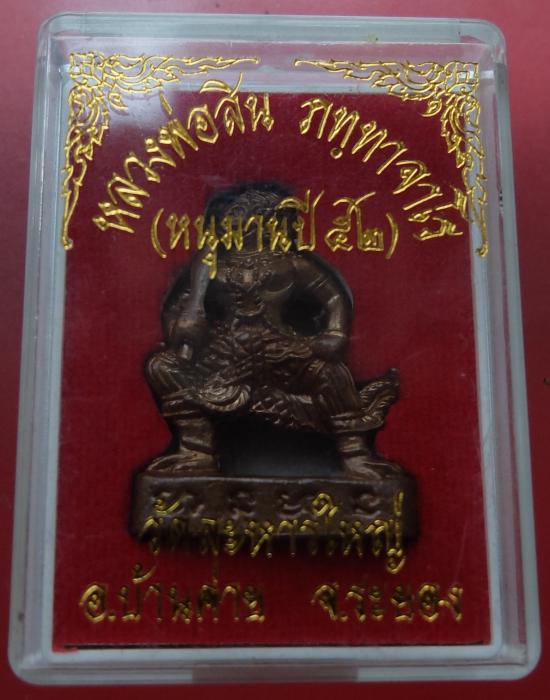 หลวงพ่อสิน ภทฺทาจาโร
(หนุมานปี ๕๒)
วัดละหารใหญ่
อ.บ้านค่าย จ.ระยอง